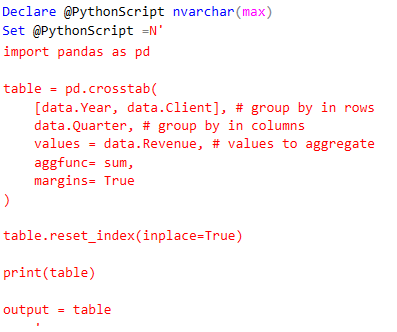 Declare @PythonScript nvarchar(max)
Set @PythonScript =N'
import pandas as pd
table = pd.crosstab(
    [data.Year, data.Client], # group by in rows
    data.Quarter, # group by in columns
    values = data.Revenue, # values to aggregate
    aggfunc= sum,
    margins= True
)
table.reset_index(inplace=True)
print(table)
output = table
'